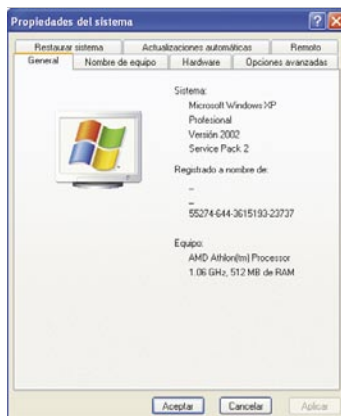 Propiedades del sistema
Restaurar sistema Actualizaciones automáticas Remoto
General Nombre de equipo Hardware Opciones avanzadas
Sistema:
Microsoft Windows XP
Profesional
Versión 2002
Service Pack 2
Registrado a nombre de:
_
_
55274-644-3615193-23737
Equipo:
AMD Athlon(tm) Processor
1.06 GHz, 512 MB de RAM
Aceptar Cancelar Aplicar